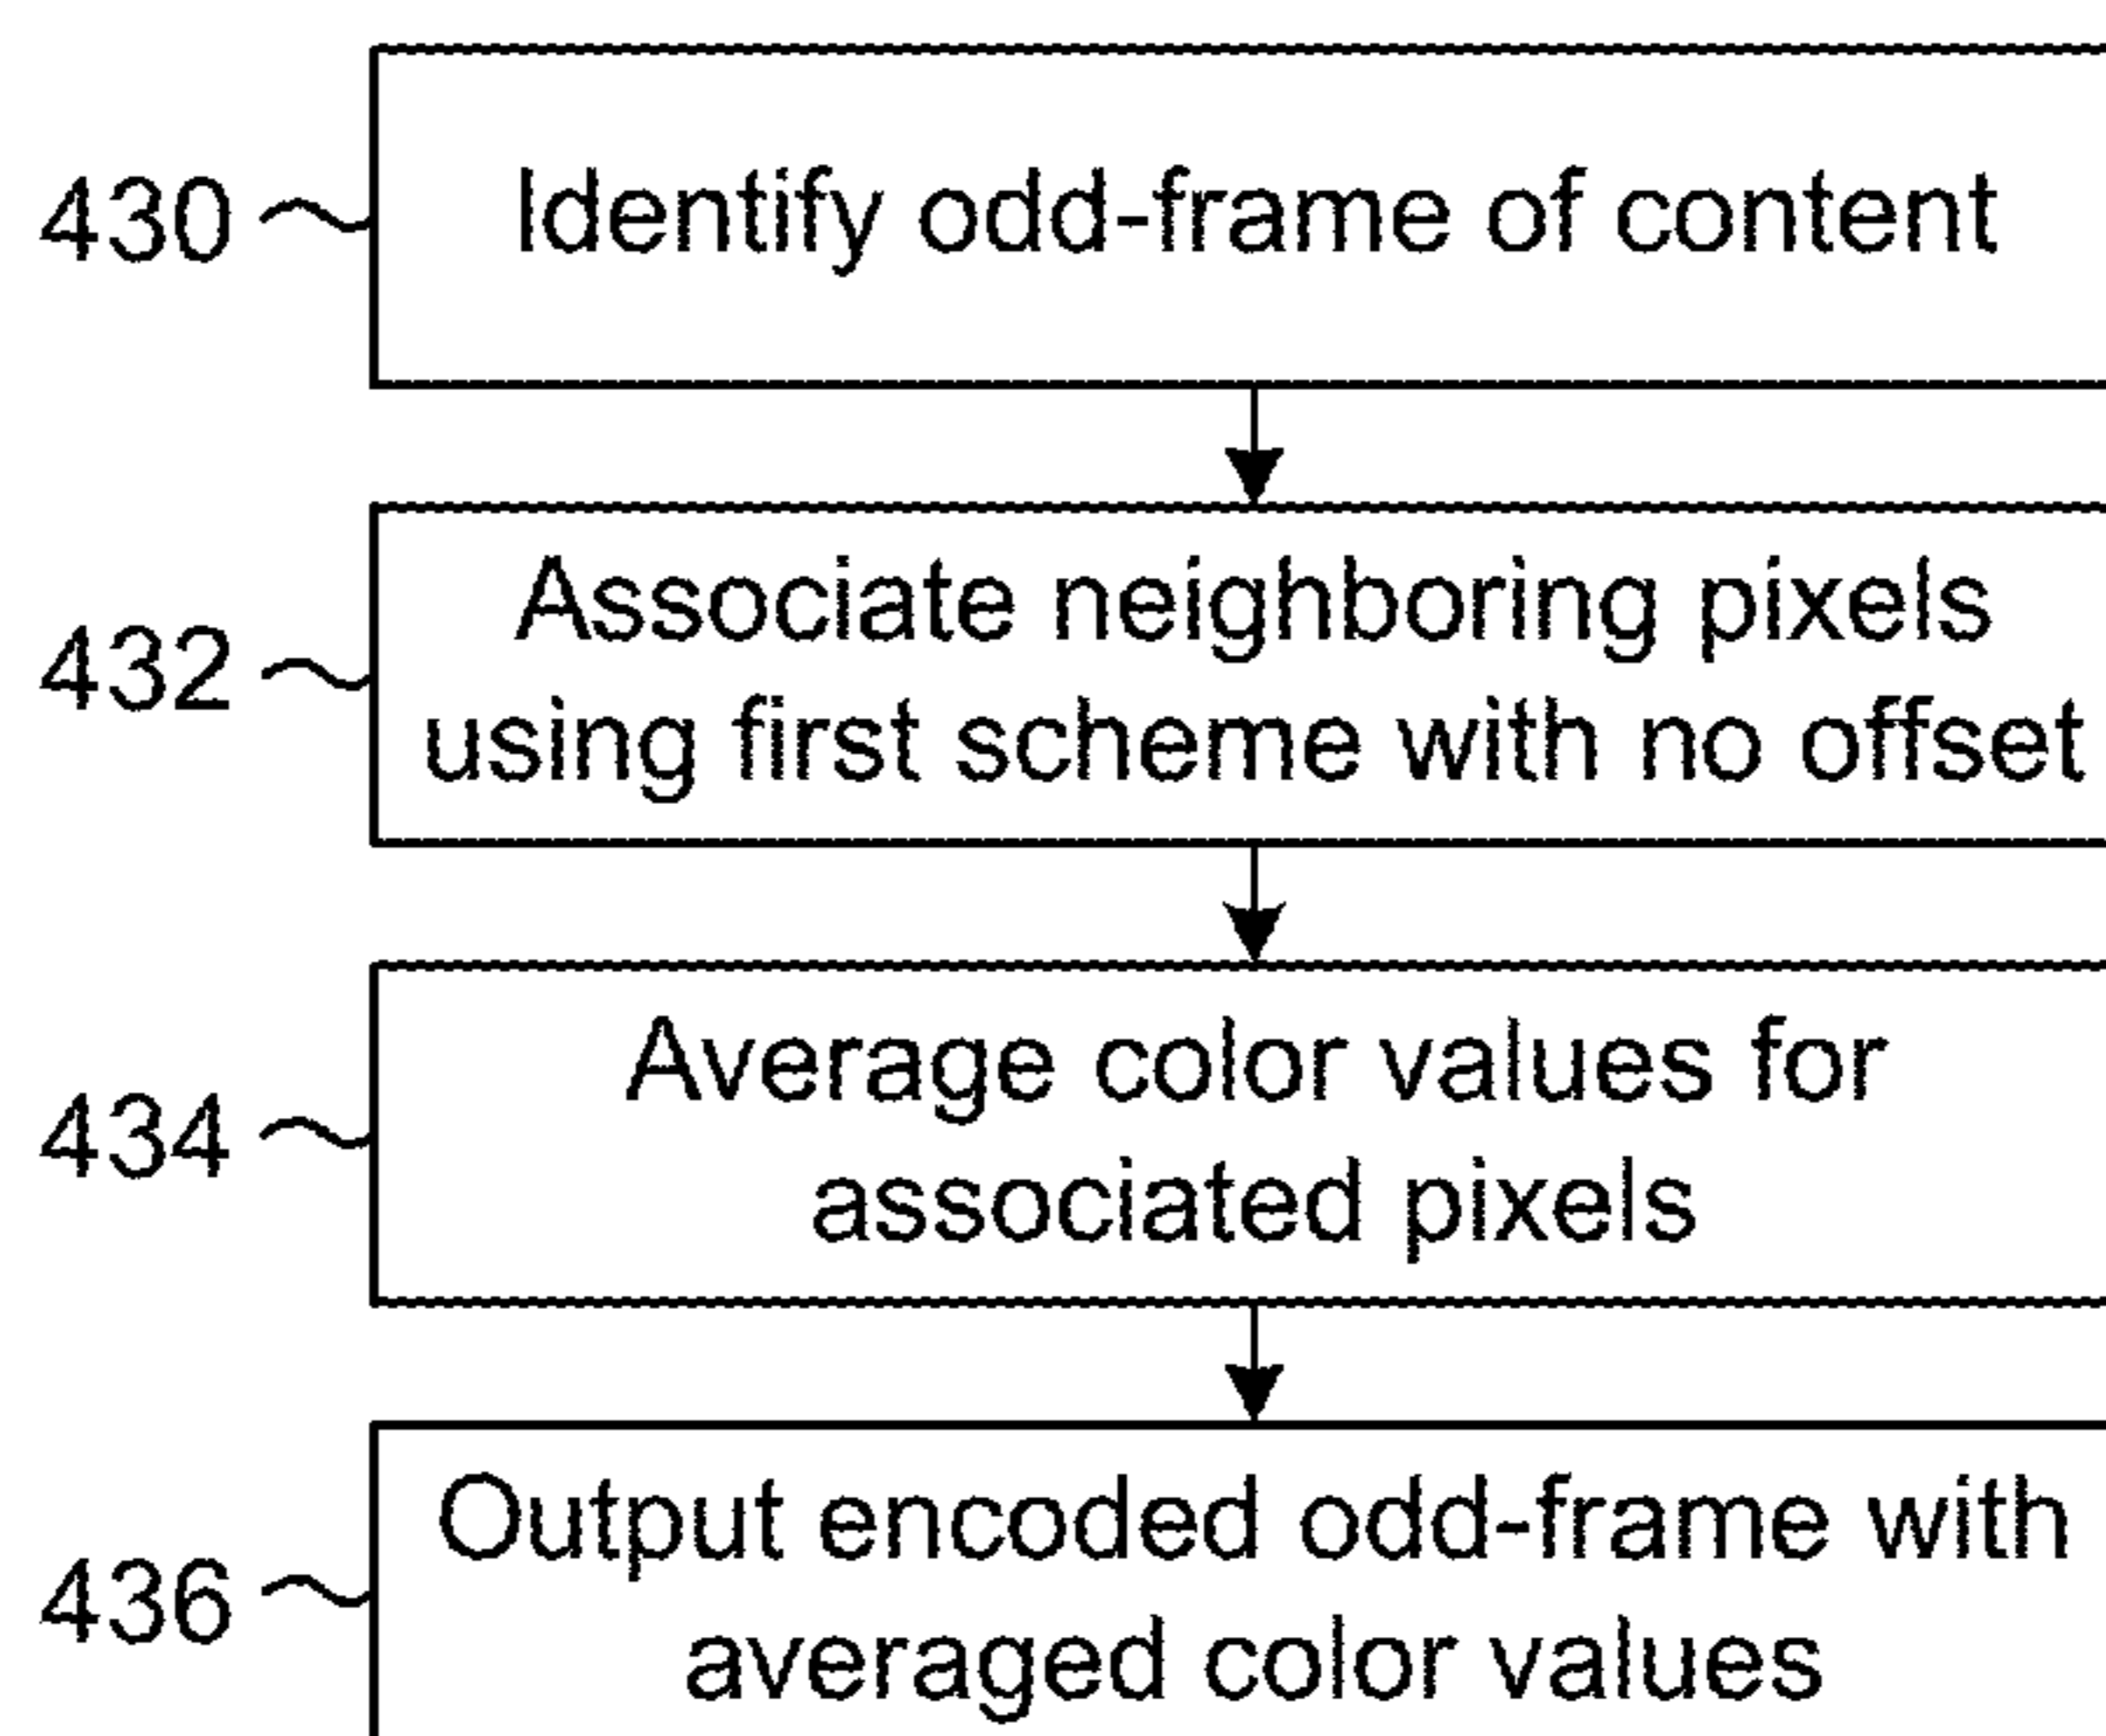 430
Identify odd-frame of content
432
Associate neighboring pixels
using first scheme with no offset
434
Average color values for
associated pixels
436
Output encoded odd-frame with
averaged color values